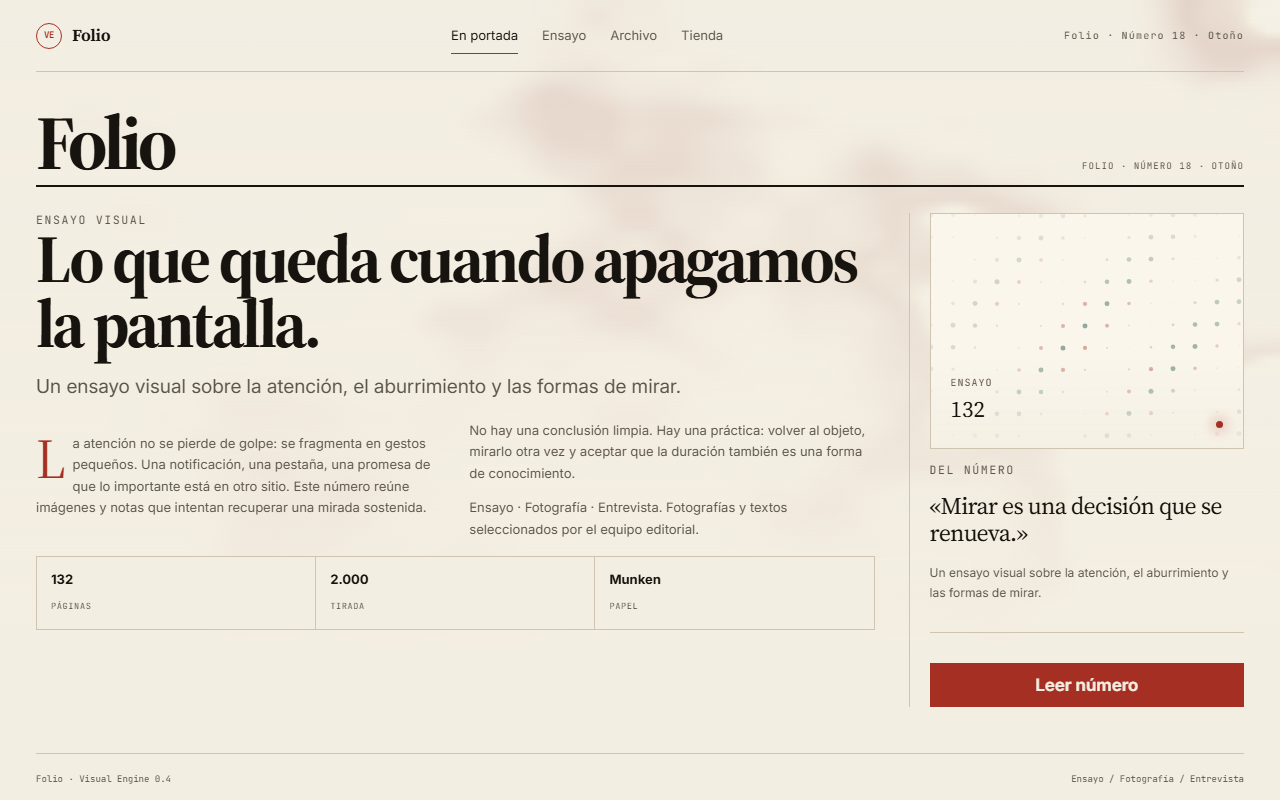 VE
Folio
En portada
Ensayo
Archivo
Tienda
Folio · Número 18 · Otoño
Folio
FOLIO · NÚMERO 18 · OTOÑO
ENSAYO VISUAL
Lo que queda cuando apagamos
la pantalla.
Un ensayo visual sobre la atención, el aburrimiento y las formas de mirar.
La atención no se pierde de golpe: se fragmenta en gestos
pequeños. Una notificación, una pestaña, una promesa de
que lo importante está en otro sitio. Este número reúne
imágenes y notas que intentan recuperar una mirada sostenida.
No hay una conclusión limpia. Hay una práctica: volver al objeto,
mirarlo otra vez y aceptar que la duración también es una forma
de conocimiento.
Ensayo · Fotografía · Entrevista. Fotografías y textos
seleccionados por el equipo editorial.
132
PÁGINAS
2.000
TIRADA
Munken
PAPEL
ENSAYO
132
DEL NÚMERO
«Mirar es una decisión que se
renueva.»
Un ensayo visual sobre la atención, el aburrimiento y
las formas de mirar.
Leer número
Folio · Visual Engine 0.4
Ensayo / Fotografía / Entrevista